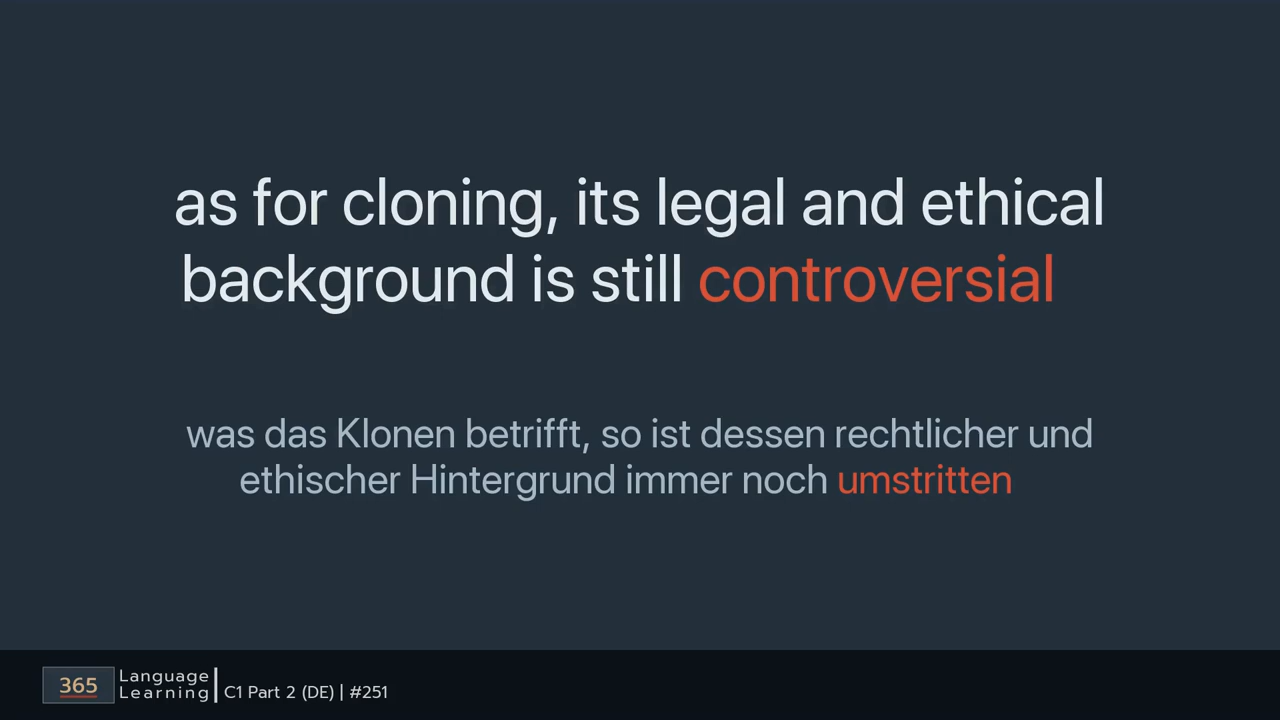 as for cloning, its legal and ethical
background is still controversial
was das Klonen betrifft, so ist dessen rechtlicher und
ethischer Hintergrund immer noch umstritten
365
Language
Learning
C1 Part 2 (DE) | #251